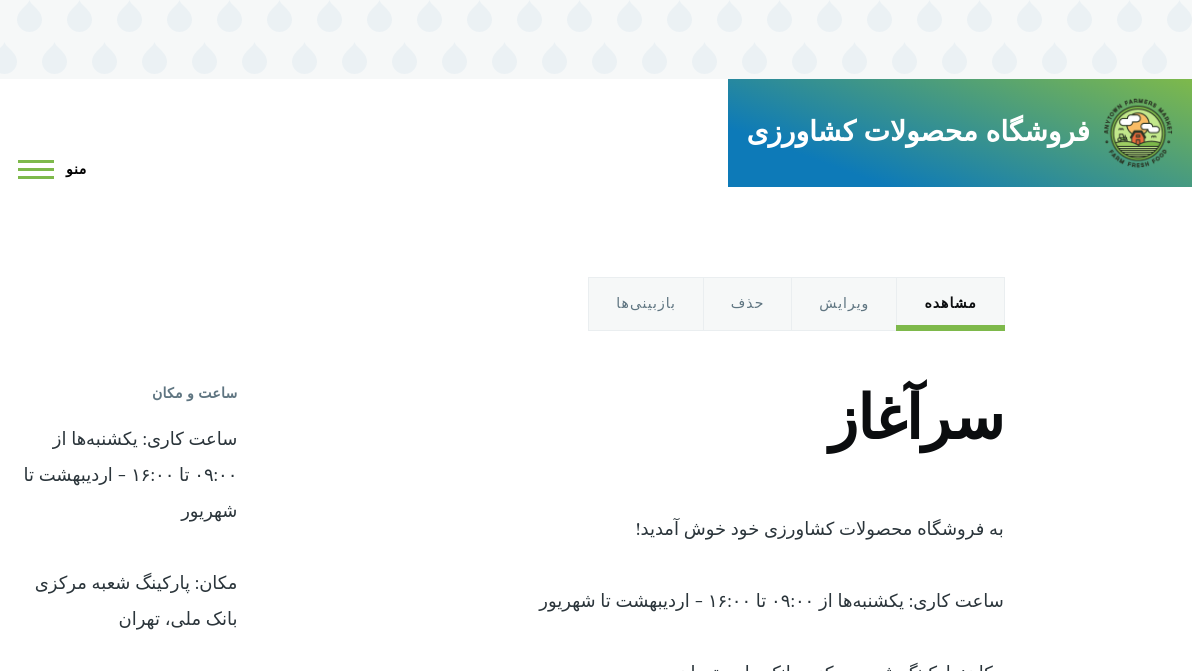 فروشگاه محصولات کشاورزی
ANYTOWN FARMERS MARKET
FARM FRESH FOOD
منو
مشاهده
ویرایش
حذف
بازبینی‌ها
سرآغاز
به فروشگاه محصولات کشاورزی خود خوش آمدید!
ساعت کاری: یکشنبه‌ها از ۰۹:۰۰ تا ۱۶:۰۰ – اردیبهشت تا شهریور
ساعت و مکان
ساعت کاری: یکشنبه‌ها از
۰۹:۰۰ تا ۱۶:۰۰ – اردیبهشت تا
شهریور
مکان: پارکینگ شعبه مرکزی
بانک ملی، تهران